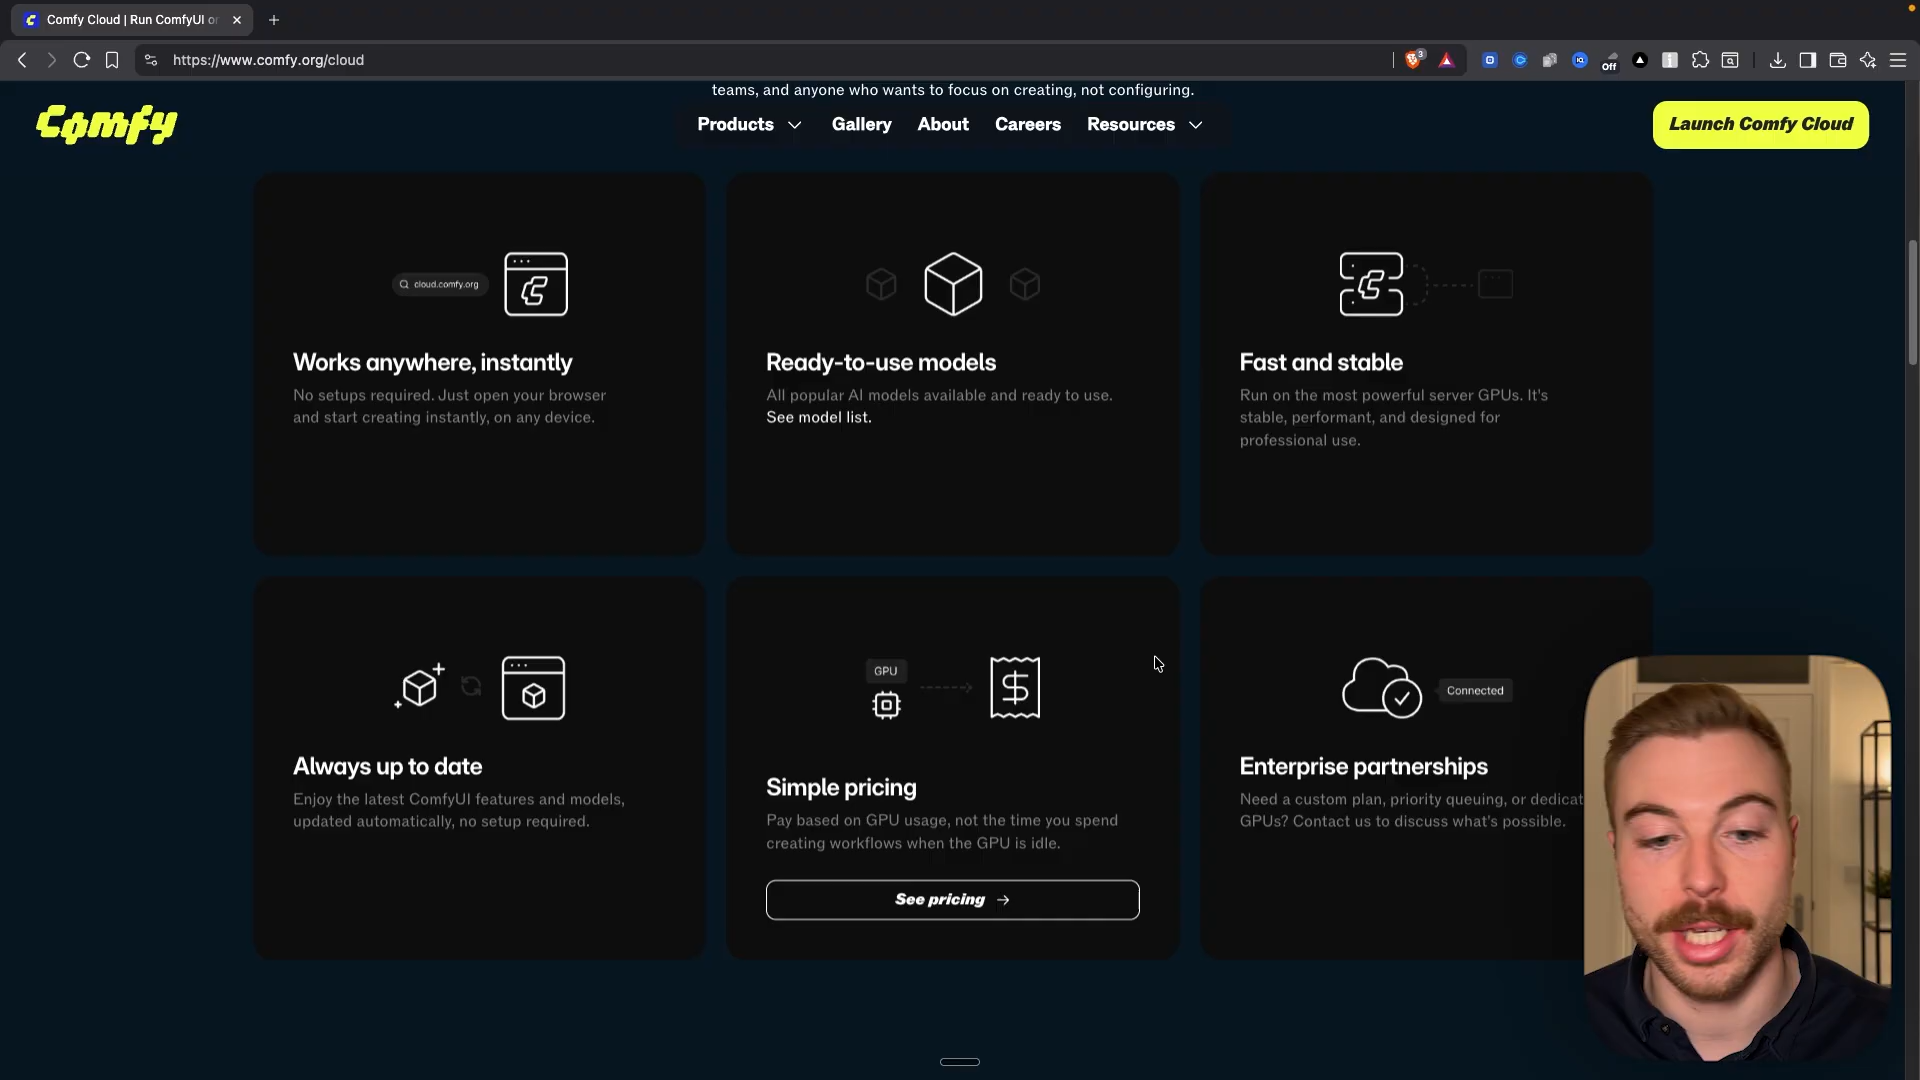 Comfy Cloud | Run ComfyUI or
https://www.comfy.org/cloud
3
Off
teams, and anyone who wants to focus on creating, not configuring.
Comfy
Products
Gallery
About
Careers
Resources
Launch Comfy Cloud
cloud.comfy.org
Works anywhere, instantly
No setups required. Just open your browser
and start creating instantly, on any device.
Ready-to-use models
All popular AI models available and ready to use.
See model list.
Fast and stable
Run on the most powerful server GPUs. It's
stable, performant, and designed for
professional use.
Always up to date
Enjoy the latest ComfyUI features and models,
updated automatically, no setup required.
GPU
Simple pricing
Pay based on GPU usage, not the time you spend
creating workflows when the GPU is idle.
See pricing →
Connected
Enterprise partnerships
Need a custom plan, priority queuing, or dedicat
GPUs? Contact us to discuss what's possible.